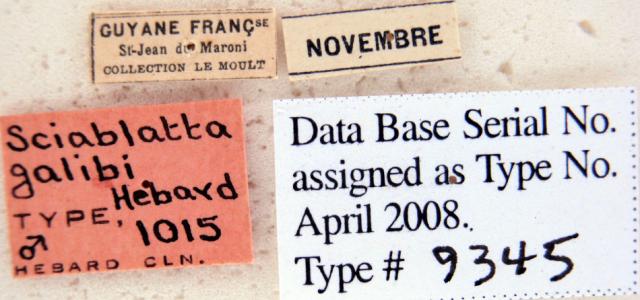 GUYANE FRANÇSE
St-Jean du Maroni
COLLECTION LE MOULT
NOVEMBRE
Sciablatta
galibi
Hebard
TYPE,
♂ 1015
HEBARD CLN.
Data Base Serial No.
assigned as Type No.
April 2008.
Type # 9345